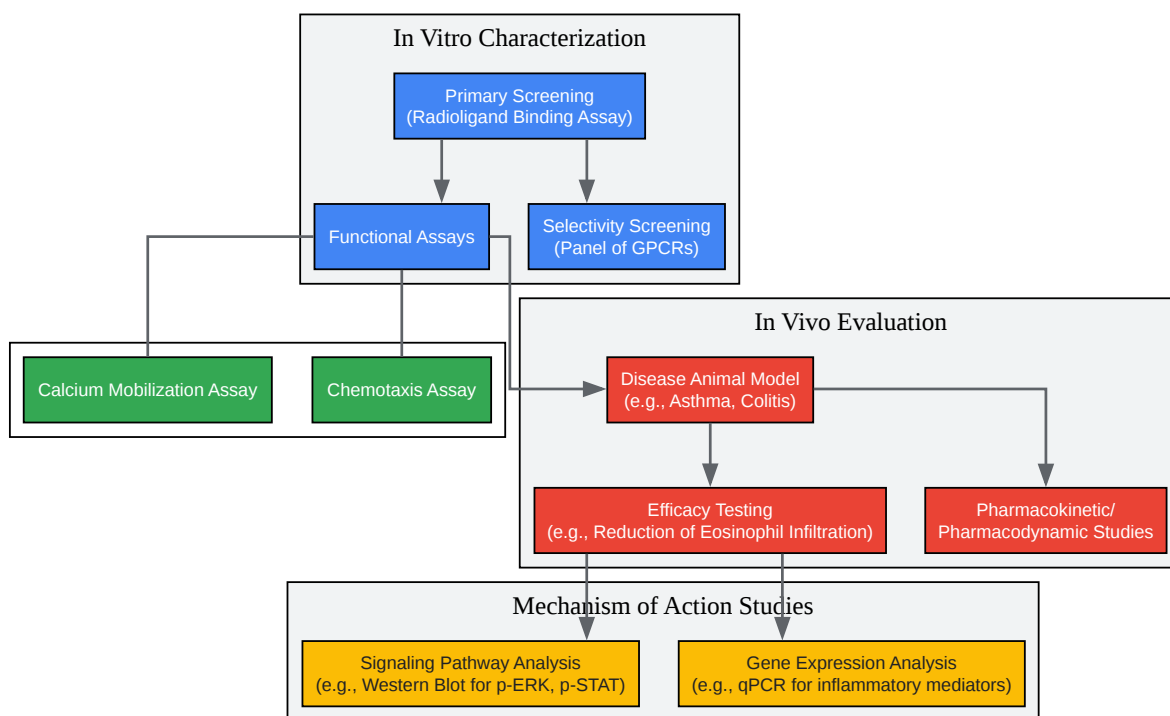 In Vitro Characterization
Primary Screening
(Radioligand Binding Assay)
Functional Assays
Selectivity Screening
(Panel of GPCRs)
Calcium Mobilization Assay
Chemotaxis Assay
In Vivo Evaluation
Disease Animal Model
(e.g., Asthma, Colitis)
Efficacy Testing
(e.g., Reduction of Eosinophil Infiltration)
Pharmacokinetic/
Pharmacodynamic Studies
Mechanism of Action Studies
Signaling Pathway Analysis
(e.g., Western Blot for p-ERK, p-STAT)
Gene Expression Analysis
(e.g., qPCR for inflammatory mediators)